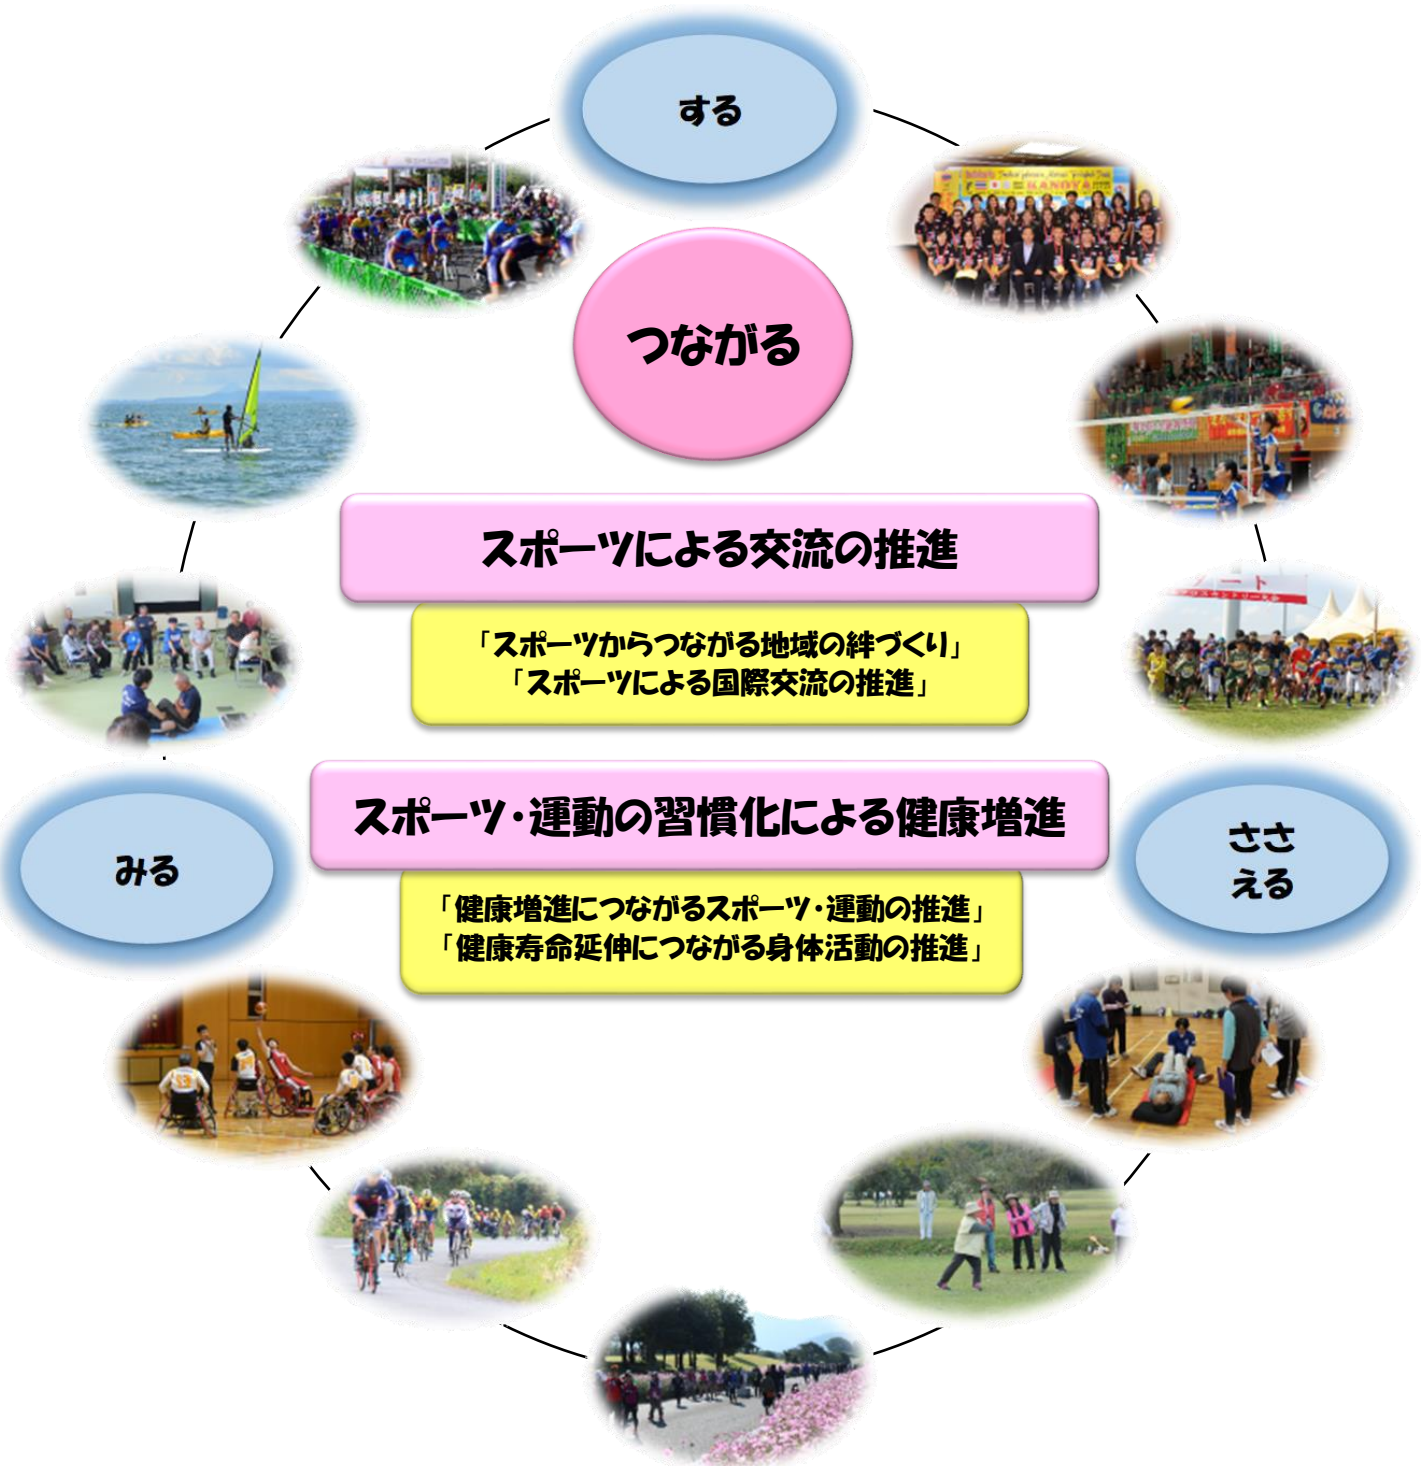 する
つながる
スポーツによる交流の推進
「スポーツからつながる地域の絆づくり」
「スポーツによる国際交流の推進」
スポーツ・運動の習慣化による健康増進
「健康増進につながるスポーツ・運動の推進」
「健康寿命延伸につながる身体活動の推進」
みる
ささ
える
KANOYA